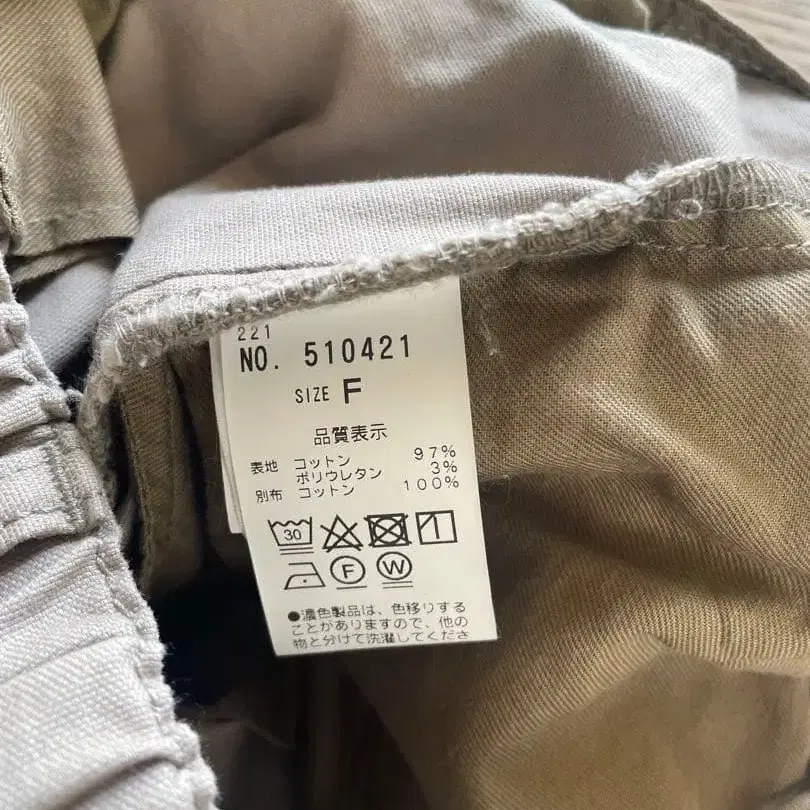 221
NO. 510421
SIZE F
品質表示
表地 コットン 97%
ポリウレタン 3%
別布 コットン 100%
30
F W
●濃色製品は、色移りする
ことがありますので、他の
物と分けて洗濯してくださ